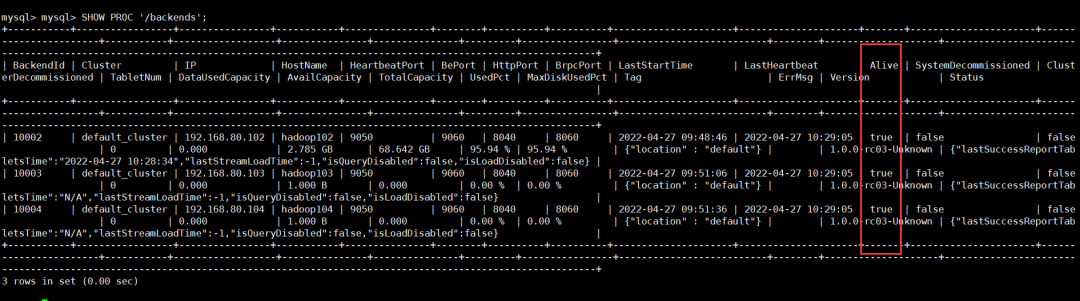 mysql> mysql> SHOW PROC '/backends';
| BackendId | Cluster | IP | HostName | HeartbeatPort | BePort | HttpPort | BrpcPort | LastStartTime | LastHeartbeat Alive | SystemDecommissioned | Clust
erDecommissioned | TabletNum | DataUsedCapacity | AvailCapacity | TotalCapacity | UsedPct | MaxDiskUsedPct | Tag | ErrMsg | Version | Status
|
| 10002 | default_cluster | 192.168.80.102 | hadoop102 | 9050 | 9060 | 8040 | 8060 | 2022-04-27 09:48:46 | 2022-04-27 10:29:05 true | false | false
| 0 | 0.000 | 2.785 GB | 68.642 GB | 95.94 % | 95.94 % | {"location" : "default"} | | 1.0.0-rc03-Unknown | {"lastSuccessReportTab
letsTime":"2022-04-27 10:28:34","lastStreamLoadTime":-1,"isQueryDisabled":false,"isLoadDisabled":false} |
| 10003 | default_cluster | 192.168.80.103 | hadoop103 | 9050 | 9060 | 8040 | 8060 | 2022-04-27 09:51:06 | 2022-04-27 10:29:05 true | false | false
| 0 | 0.000 | 1.000 B | 0.000 | 0.00 % | 0.00 % | {"location" : "default"} | | 1.0.0-rc03-Unknown | {"lastSuccessReportTab
letsTime":"N/A","lastStreamLoadTime":-1,"isQueryDisabled":false,"isLoadDisabled":false} |
| 10004 | default_cluster | 192.168.80.104 | hadoop104 | 9050 | 9060 | 8040 | 8060 | 2022-04-27 09:51:36 | 2022-04-27 10:29:05 true | false | false
| 0 | 0.000 | 1.000 B | 0.000 | 0.00 % | 0.00 % | {"location" : "default"} | | 1.0.0-rc03-Unknown | {"lastSuccessReportTab
letsTime":"N/A","lastStreamLoadTime":-1,"isQueryDisabled":false,"isLoadDisabled":false} |
3 rows in set (0.00 sec)